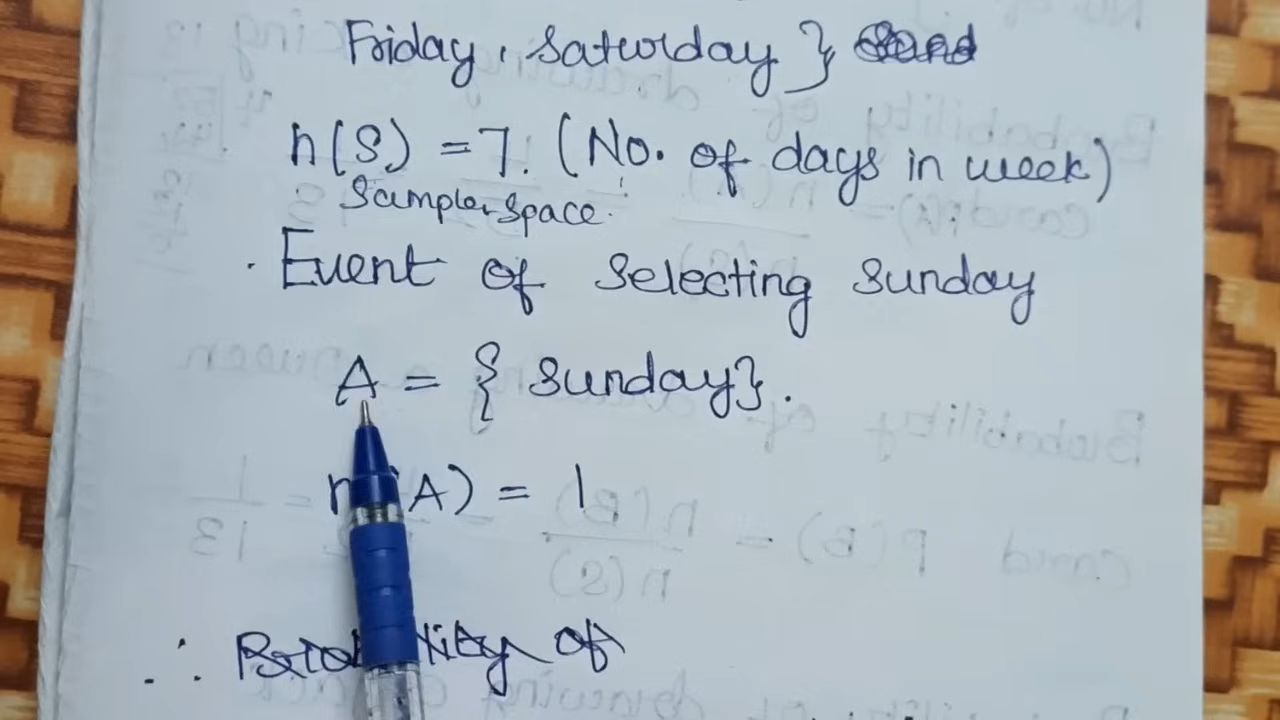 Friday, Saturday}
n(S) = 7. (No. of days in week)
Sample Space.
. Event of Selecting Sunday
A = { Sunday}.
n(A) = 1
∴ Probability of